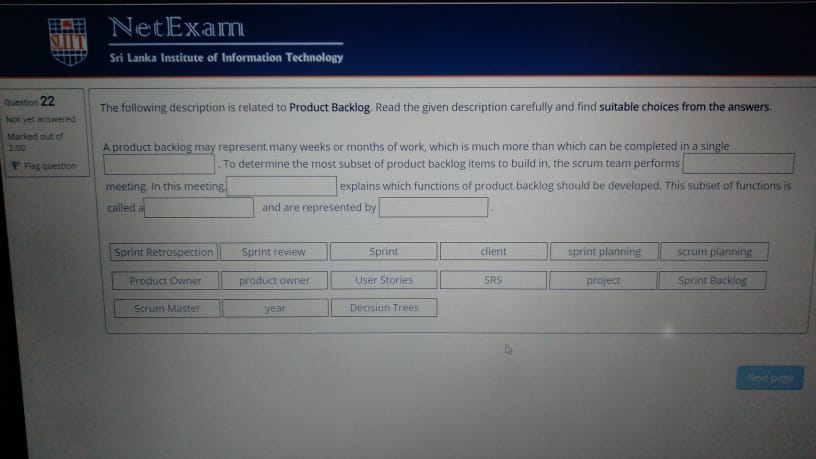 SLIIT
NetExam
Sri Lanka Institute of Information Technology
Question 22
Not yet answered
Marked out of
2.00
Flag question
The following description is related to Product Backlog. Read the given description carefully and find suitable choices from the answers.
A product backlog may represent many weeks or months of work, which is much more than which can be completed in a single
. To determine the most subset of product backlog items to build in, the scrum team performs
meeting. In this meeting, explains which functions of product backlog should be developed. This subset of functions is
called a and are represented by .
Sprint Retrospection Sprint review Sprint client sprint planning scrum planning
Product Owner product owner User Stories SRS project Sprint Backlog
Scrum Master year Decision Trees
Next page